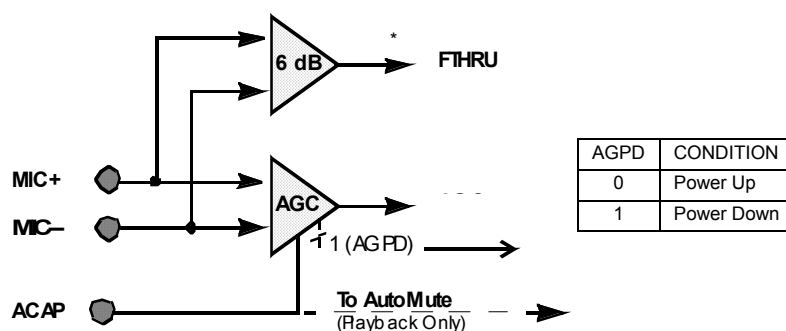 *
6 dB
FTHRU
MIC+
AGC
MIC–
1 (AGPD)
ACAP
To AutoMute
(Playback Only)
AGPD CONDITION
0 Power Up
1 Power Down